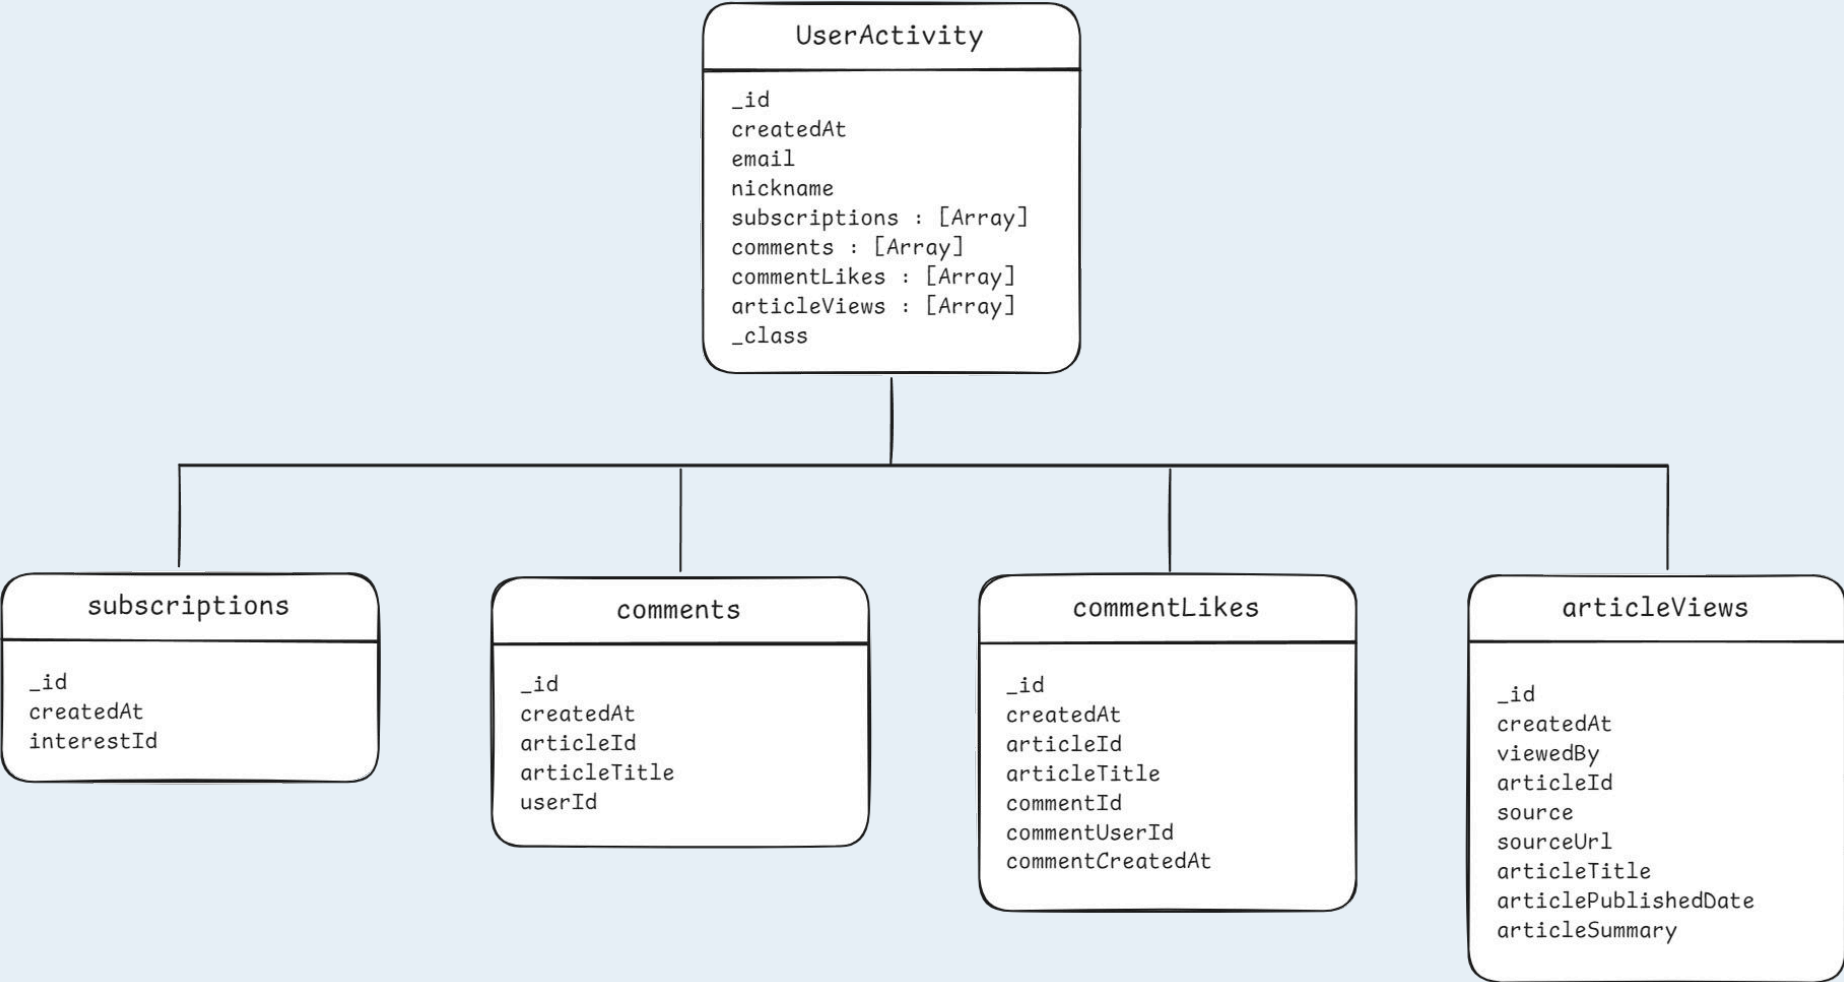 UserActivity
_id
createdAt
email
nickname
subscriptions : [Array]
comments : [Array]
commentLikes : [Array]
articleViews : [Array]
_class
subscriptions
_id
createdAt
interestId
comments
_id
createdAt
articleId
articleTitle
userId
commentLikes
_id
createdAt
articleId
articleTitle
commentId
commentUserId
commentCreatedAt
articleViews
_id
createdAt
viewedBy
articleId
source
sourceUrl
articleTitle
articlePublishedDate
articleSummary